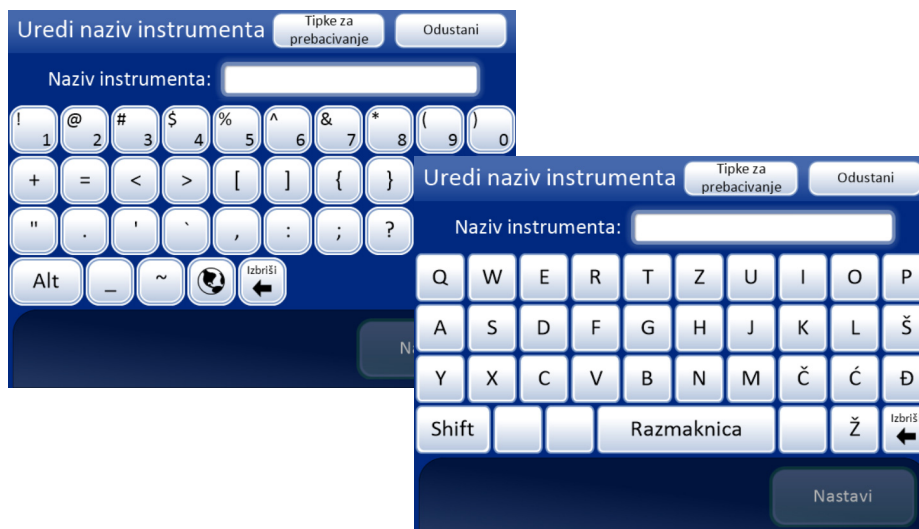 Uredi naziv instrumenta
Tipke za
prebacivanje
Odustani
Naziv instrumenta:
! 1 @ 2 # 3 $ 4 % 5 ^ 6 & 7 * 8 ( 9 ) 0
+ = < > [ ] { }
" . ' ` , : ; ?
Alt _ ~ Izbriši
Uredi naziv instrumenta
Tipke za
prebacivanje
Odustani
Naziv instrumenta:
Q W E R T Z U I O P
A S D F G H J K L Š
Y X C V B N M Č Ć Đ
Shift Razmaknica Ž Izbriši
Nastavi